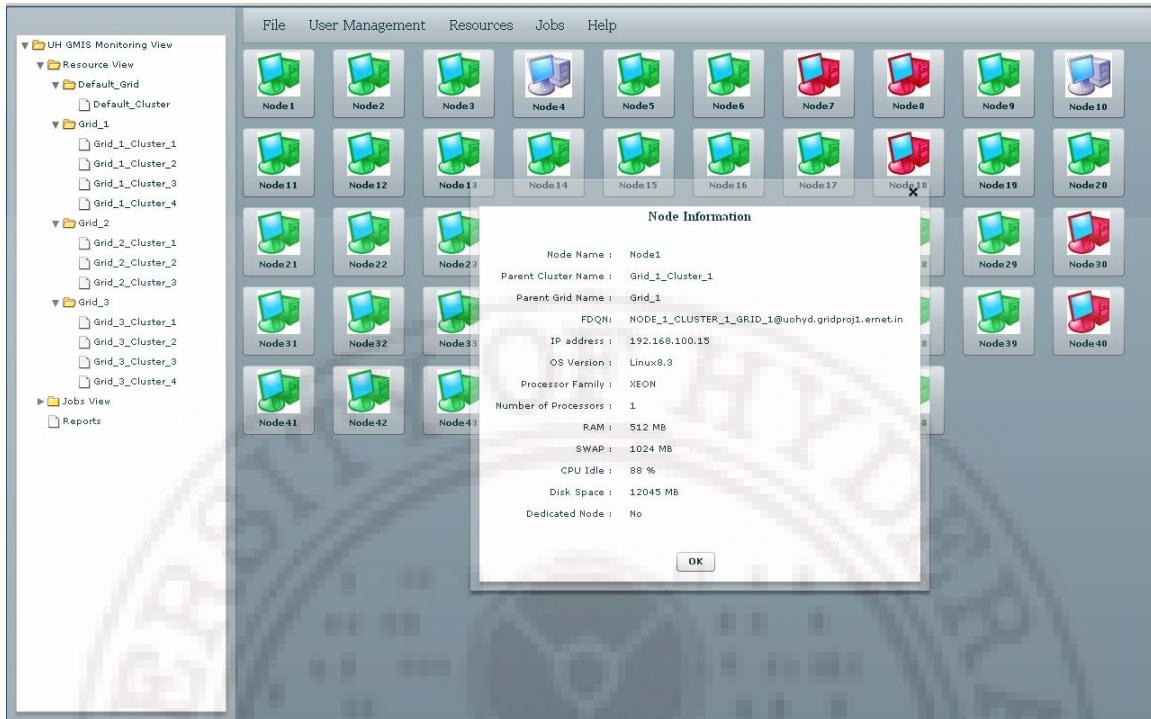 File User Management Resources Jobs Help
UH GMIS Monitoring View
Resource View
Default_Grid
Default_Cluster
Grid_1
Grid_1_Cluster_1
Grid_1_Cluster_2
Grid_1_Cluster_3
Grid_1_Cluster_4
Grid_2
Grid_2_Cluster_1
Grid_2_Cluster_2
Grid_2_Cluster_3
Grid_3
Grid_3_Cluster_1
Grid_3_Cluster_2
Grid_3_Cluster_3
Grid_3_Cluster_4
Jobs View
Reports
Node1 Node2 Node3 Node4 Node5 Node6 Node7 Node8 Node9 Node10
Node11 Node12 Node13 Node14 Node15 Node16 Node17 Node18 Node19 Node20
Node21 Node22 Node23 8 Node29 Node30
Node31 Node32 Node33 8 Node39 Node40
Node41 Node42 Node43 8
Node Information
Node Name : Node1
Parent Cluster Name : Grid_1_Cluster_1
Parent Grid Name : Grid_1
FDQN: NODE_1_CLUSTER_1_GRID_1@uohyd.gridproj1.ernet.in
IP address : 192.168.100.15
OS Version : Linux8.3
Processor Family : XEON
Number of Processors : 1
RAM : 512 MB
SWAP : 1024 MB
CPU Idle : 88 %
Disk Space : 12045 MB
Dedicated Node : No
OK